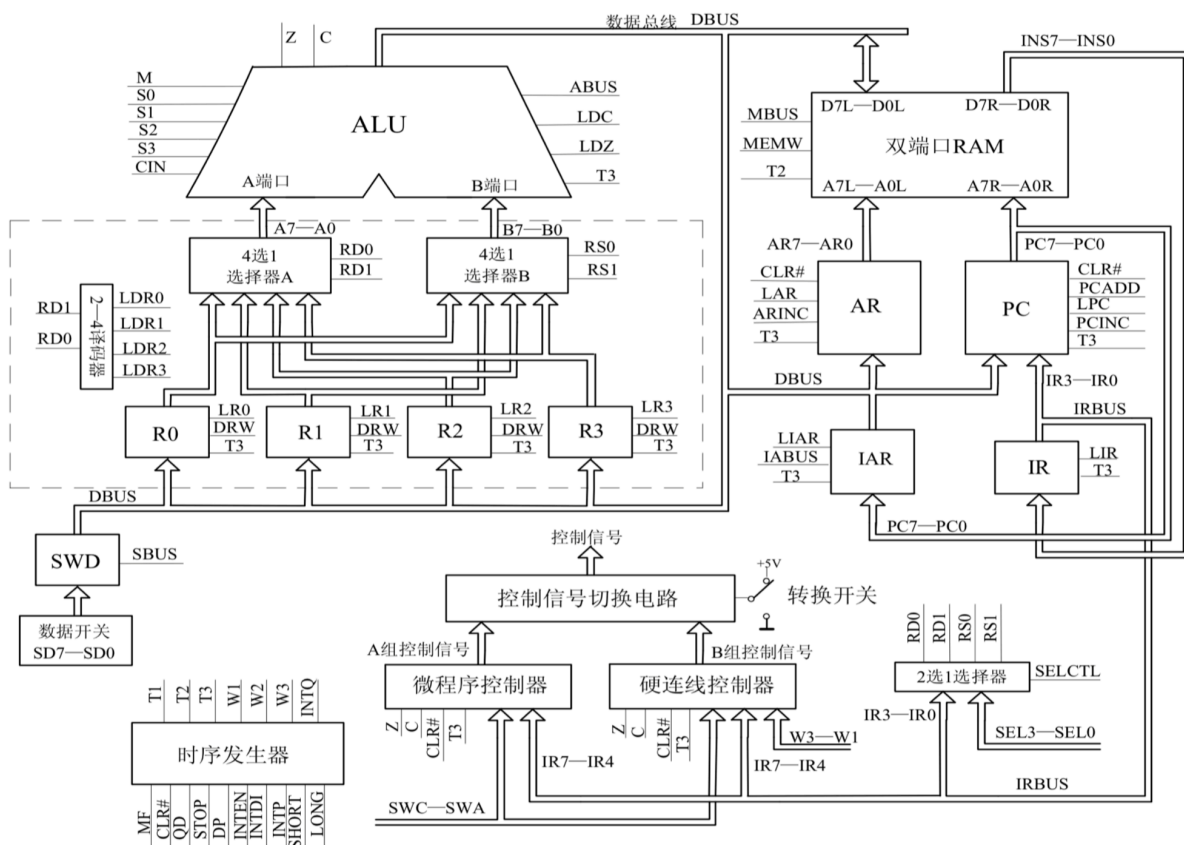 数据总线 DBUS
Z
C
INS7—INS0
M
S0
S1
S2
S3
CIN
ALU
ABUS
LDC
LDZ
T3
A端口
B端口
MBUS
MEMW
T2
D7L—D0L
D7R—D0R
双端口RAM
A7L—A0L
A7R—A0R
A7—A0
B7—B0
4选1
选择器A
RD0
RD1
4选1
选择器B
RS0
RS1
AR7—AR0
PC7—PC0
CLR#
LAR
ARINC
T3
AR
PC
CLR#
PCADD
LPC
PCINC
T3
RD1
RD0
2—4译码器
LDR0
LDR1
LDR2
LDR3
DBUS
IR3—IR0
IRBUS
R0
LR0
DRW
T3
R1
LR1
DRW
T3
R2
LR2
DRW
T3
R3
LR3
DRW
T3
LIAR
IABUS
T3
IAR
IR
LIR
T3
DBUS
PC7—PC0
SWD
SBUS
控制信号
数据开关
SD7—SD0
控制信号切换电路
+5V
转换开关
A组控制信号
B组控制信号
微程序控制器
硬连线控制器
RD0
RD1
RS0
RS1
2选1选择器
SELCTL
Z
C
CLR#
T3
Z
C
CLR#
T3
W3—W1
IR3—IR0
SEL3—SEL0
IR7—IR4
IR7—IR4
IRBUS
SWC—SWA
T1
T2
T3
W1
W2
W3
INTQ
时序发生器
MF
CLR#
QD
STOP
DP
INTEN
INTDI
INTP
SHORT
LONG